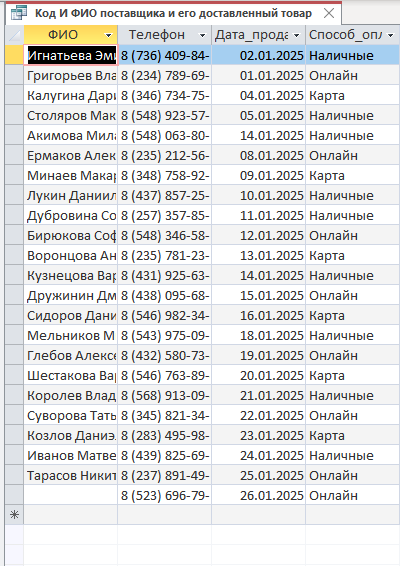 Код И ФИО поставщика и его доставленный товар
ФИО Телефон Дата_прода Способ_опл
Игнатьева Эми 8 (736) 409-84- 02.01.2025 Наличные
Григорьев Вла 8 (234) 789-69- 01.01.2025 Онлайн
Калугина Дари 8 (346) 734-75- 04.01.2025 Карта
Столяров Мак 8 (548) 923-57- 05.01.2025 Наличные
Акимова Мила 8 (548) 063-80- 14.01.2025 Наличные
Ермаков Алек 8 (235) 212-56- 08.01.2025 Онлайн
Минаев Макар 8 (348) 758-92- 09.01.2025 Карта
Лукин Даниил 8 (437) 857-25- 10.01.2025 Наличные
Дубровина Со 8 (257) 357-85- 11.01.2025 Наличные
Бирюкова Соф 8 (548) 346-58- 12.01.2025 Онлайн
Воронцова Ан 8 (235) 781-23- 13.01.2025 Карта
Кузнецова Вар 8 (431) 925-63- 14.01.2025 Наличные
Дружинин Дм 8 (438) 095-68- 15.01.2025 Онлайн
Сидоров Дани 8 (546) 982-34- 16.01.2025 Карта
Мельников М 8 (543) 975-09- 18.01.2025 Наличные
Глебов Алексе 8 (432) 580-73- 19.01.2025 Онлайн
Шестакова Вар 8 (546) 763-89- 20.01.2025 Карта
Королев Влад 8 (568) 913-09- 21.01.2025 Наличные
Суворова Тать 8 (345) 821-34- 22.01.2025 Онлайн
Козлов Даниэ. 8 (283) 495-98- 23.01.2025 Карта
Иванов Матве 8 (439) 825-69- 24.01.2025 Наличные
Тарасов Никит 8 (237) 891-49- 25.01.2025 Онлайн
8 (523) 696-79- 26.01.2025 Онлайн